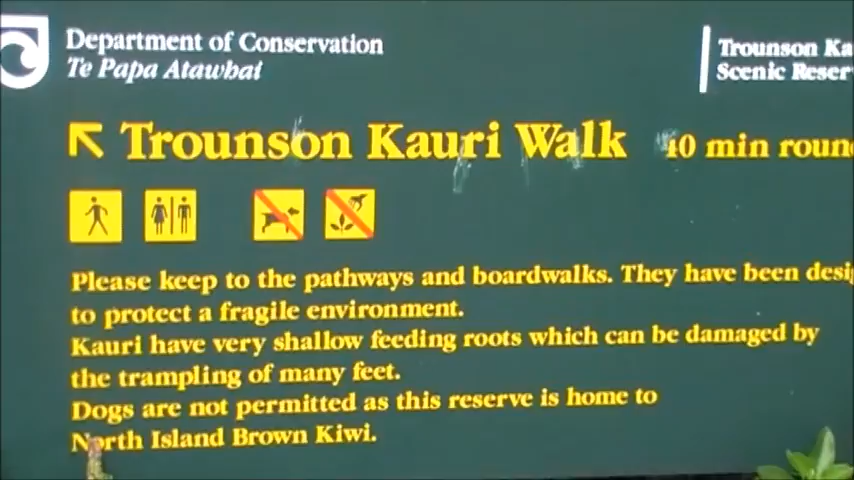 Department of Conservation
Te Papa Atawhai
Trounson
Scenic
Trounson Kauri Walk 40 min
Please keep to the pathways and boardwalks. They have been
to protect a fragile environment.
Kauri have very shallow feeding roots which can be damaged by
the trampling of many feet.
Dogs are not permitted as this reserve is home to
North Island Brown Kiwi.